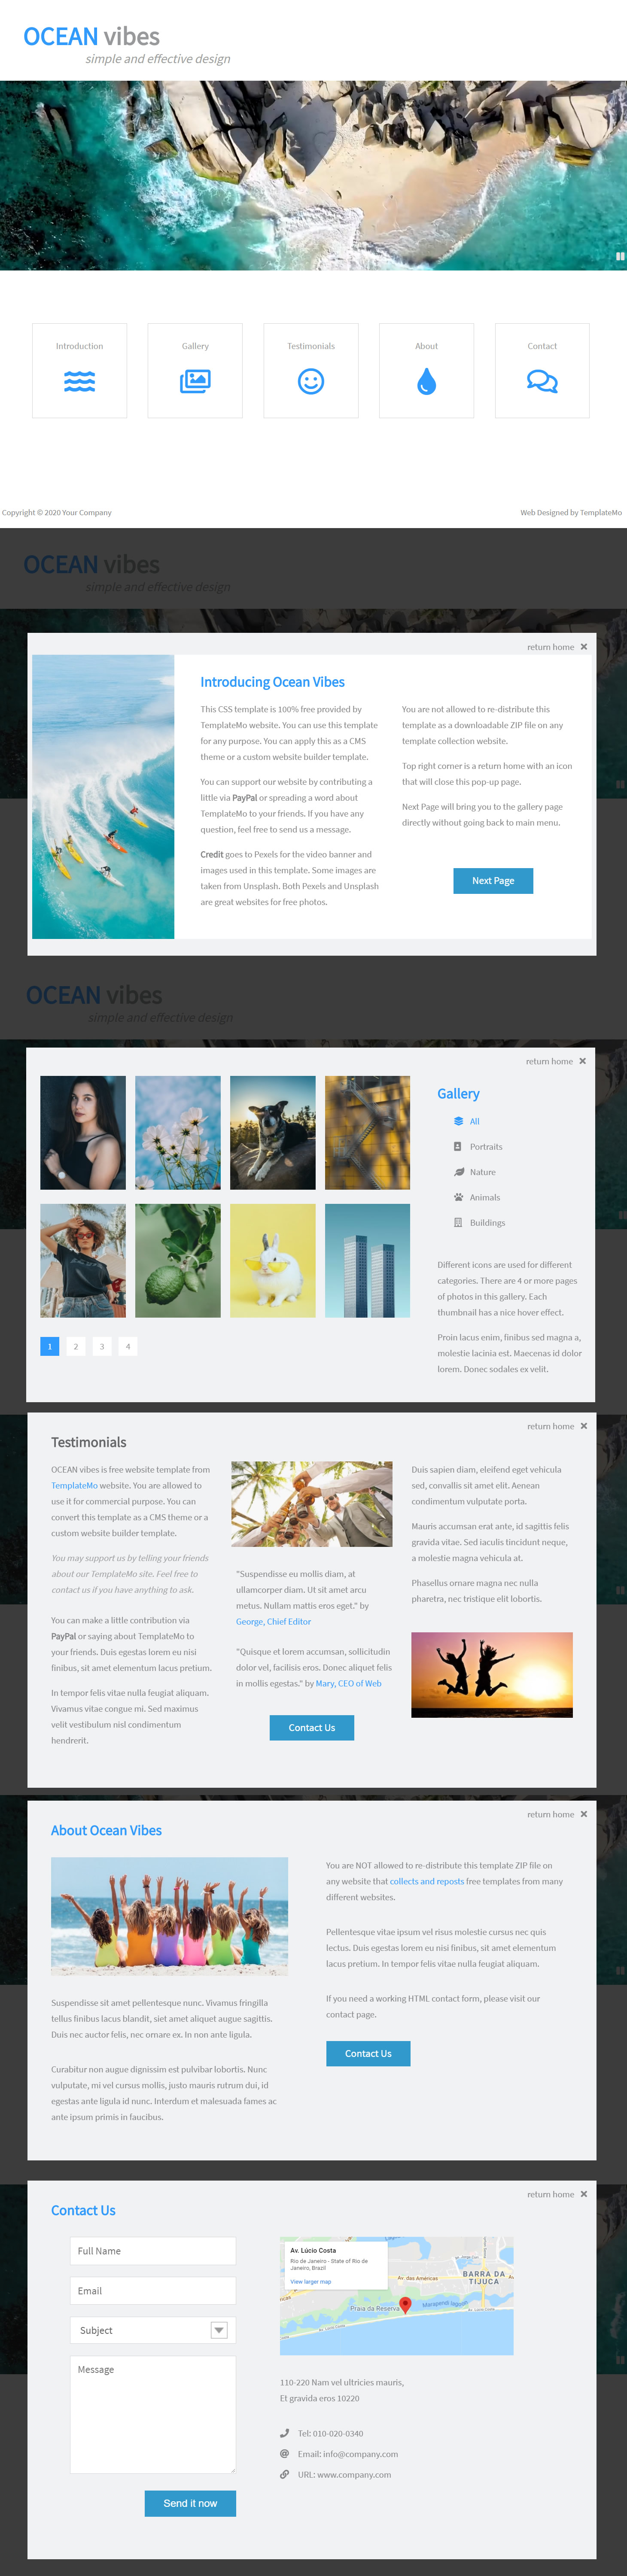 OCEAN vibes
simple and effective design
Introduction
Gallery
Testimonials
About
Contact
Copyright © 2020 Your Company
Web Designed by TemplateMo
OCEAN vibes
simple and effective design
return home
Introducing Ocean Vibes
This CSS template is 100% free provided by
TemplateMo website. You can use this template
for any purpose. You can apply this as a CMS
theme or a custom website builder template.
You can support our website by contributing a
little via PayPal or spreading a word about
TemplateMo to your friends. If you have any
question, feel free to send us a message.
Credit goes to Pexels for the video banner and
images used in this template. Some images are
taken from Unsplash. Both Pexels and Unsplash
are great websites for free photos.
You are not allowed to re-distribute this
template as a downloadable ZIP file on any
template collection website.
Top right corner is a return home with an icon
that will close this pop-up page.
Next Page will bring you to the gallery page
directly without going back to main menu.
Next Page
OCEAN vibes
simple and effective design
return home
Gallery
All
Portraits
Nature
Animals
Buildings
Different icons are used for different
categories. There are 4 or more pages
of photos in this gallery. Each
thumbnail has a nice hover effect.
Proin lacus enim, finibus sed magna a,
molestie lacinia est. Maecenas id dolor
lorem. Donec sodales ex velit.
1
2
3
4
return home
Testimonials
OCEAN vibes is free website template from
TemplateMo website. You are allowed to
use it for commercial purpose. You can
convert this template as a CMS theme or a
custom website builder template.
You may support us by telling your friends
about our TemplateMo site. Feel free to
contact us if you have anything to ask.
You can make a little contribution via
PayPal or saying about TemplateMo to
your friends. Duis egestas lorem eu nisi
finibus, sit amet elementum lacus pretium.
In tempor felis vitae nulla feugiat aliquam.
Vivamus vitae congue mi. Sed maximus
velit vestibulum nisl condimentum
hendrerit.
"Suspendisse eu mollis diam, at
ullamcorper diam. Ut sit amet arcu
metus. Nullam mattis eros eget." by
George, Chief Editor
"Quisque et lorem accumsan, sollicitudin
dolor vel, facilisis eros. Donec aliquet felis
in mollis egestas." by Mary, CEO of Web
Contact Us
Duis sapien diam, eleifend eget vehicula
sed, convallis sit amet elit. Aenean
condimentum vulputate porta.
Mauris accumsan erat ante, id sagittis felis
gravida vitae. Sed iaculis tincidunt neque,
a molestie magna vehicula at.
Phasellus ornare magna nec nulla
pharetra, nec tristique elit lobortis.
return home
About Ocean Vibes
Suspendisse sit amet pellentesque nunc. Vivamus fringilla
tellus finibus lacus blandit, siet amet aliquet augue sagittis.
Duis nec auctor felis, nec ornare ex. In non ante ligula.
Curabitur non augue dignissim est pulvibar lobortis. Nunc
vulputate, mi vel cursus mollis, justo mauris rutrum dui, id
egestas ante ligula id nunc. Interdum et malesuada fames ac
ante ipsum primis in faucibus.
You are NOT allowed to re-distribute this template ZIP file on
any website that collects and reposts free templates from many
different websites.
Pellentesque vitae ipsum vel risus molestie cursus nec quis
lectus. Duis egestas lorem eu nisi finibus, sit amet elementum
lacus pretium. In tempor felis vitae nulla feugiat aliquam.
If you need a working HTML contact form, please visit our
contact page.
Contact Us
return home
Contact Us
Full Name
Email
Subject
Message
Send it now
Av. Lúcio Costa
Rio de Janeiro - State of Rio de
Janeiro, Brazil
View larger map
Av. das Américas
BARRA DA
TIJUCA
Praia da Reserva
Marapendi lagoon
110-220 Nam vel ultricies mauris,
Et gravida eros 10220
Tel: 010-020-0340
Email: info@company.com
URL: www.company.com